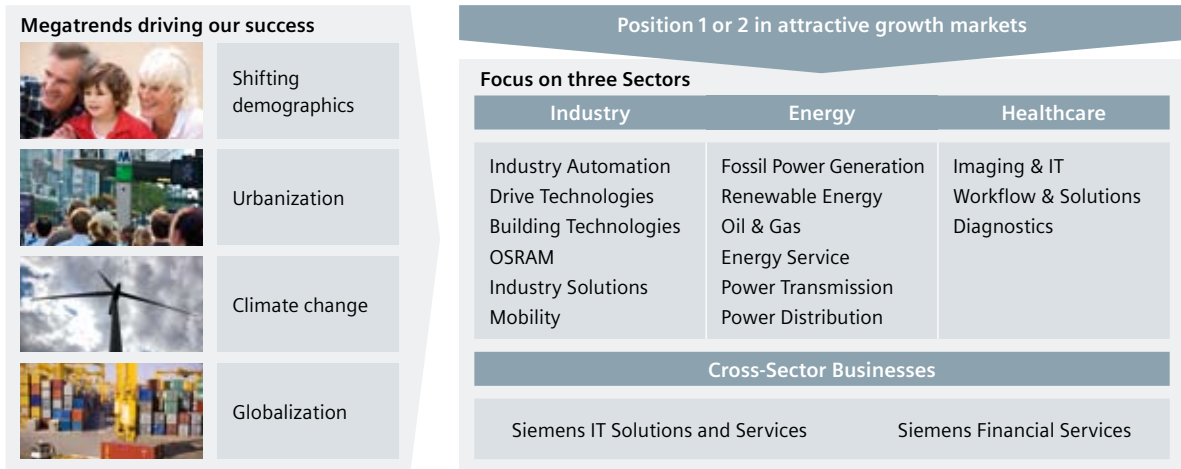 Megatrends driving our success
Shifting
demographics
Urbanization
Climate change
Globalization
Position 1 or 2 in attractive growth markets
Focus on three Sectors
Industry
Energy
Healthcare
Industry Automation
Drive Technologies
Building Technologies
OSRAM
Industry Solutions
Mobility
Fossil Power Generation
Renewable Energy
Oil & Gas
Energy Service
Power Transmission
Power Distribution
Imaging & IT
Workflow & Solutions
Diagnostics
Cross-Sector Businesses
Siemens IT Solutions and Services
Siemens Financial Services